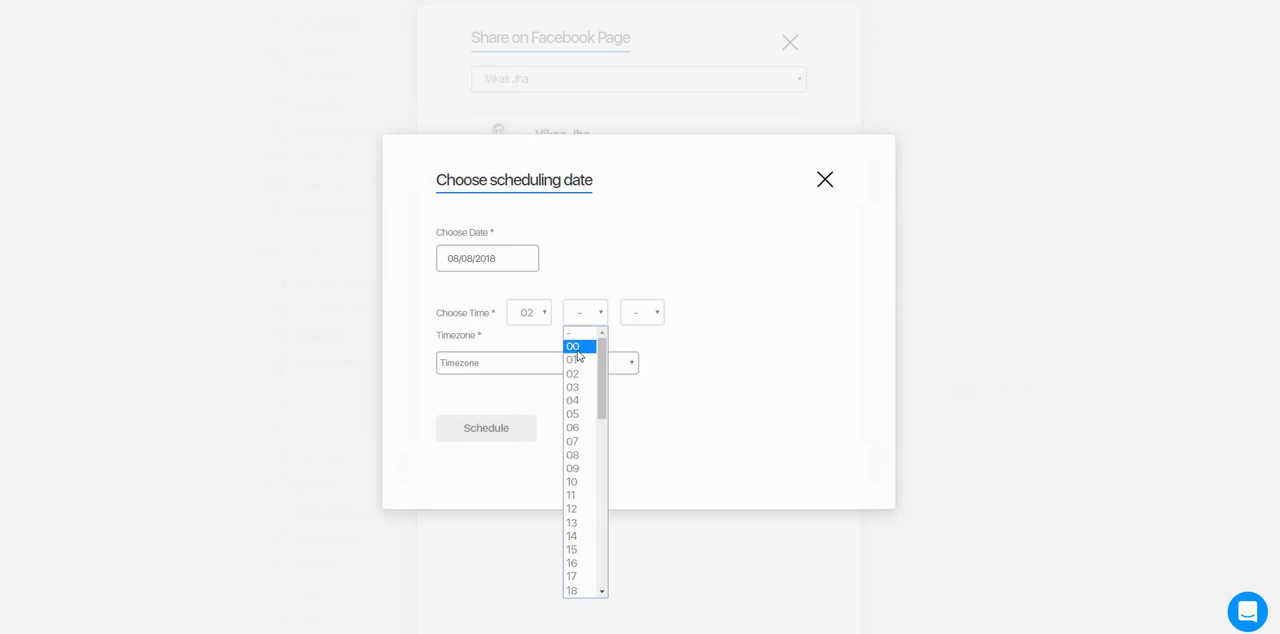 Share on Facebook Page
Vikas Jha
Vikas Jha
Choose scheduling date
Choose Date *
08/08/2018
Choose Time * 02 - -
Timezone *
Timezone
-
00
01
02
03
04
05
06
07
08
09
10
11
12
13
14
15
16
17
18
Schedule